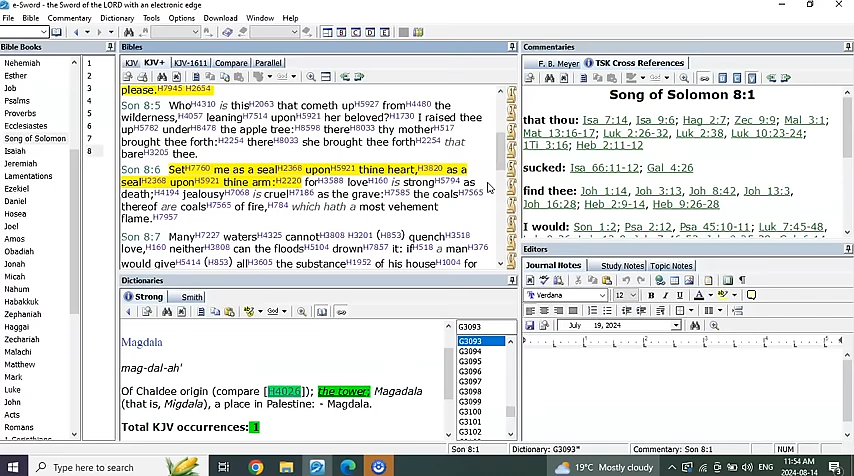 e-Sword - the Sword of the LORD with an electronic edge
File Bible Commentary Dictionary Tools Options Download Window Help
Bible Books
Nehemiah
Esther
Job
Psalms
Proverbs
Ecclesiastes
Song of Solomon
Isaiah
Jeremiah
Lamentations
Ezekiel
Daniel
Hosea
Joel
Amos
Obadiah
Jonah
Micah
Nahum
Habakkuk
Zephaniah
Haggai
Zechariah
Malachi
Matthew
Mark
Luke
John
Acts
Romans
1 Corinthians
1
2
3
4
5
6
7
8
Bibles
KJV KJV+ KJV-1611 Compare Parallel
please.H7945 H2654
Son 8:5 WhoH4310 is thisH2063 that cometh upH5927 fromH4480 the
wilderness,H4057 leaningH7514 uponH5921 her beloved?H1730 I raised thee
upH5782 underH8478 the apple tree:H8598 thereH8033 thy motherH517
brought thee forth:H2254 thereH8033 she brought thee forthH2254 that
bareH3205 thee.
Son 8:6 SetH7760 me as a sealH2368 uponH5921 thine heart,H3820 as a
sealH2368 uponH5921 thine arm:H2220 forH3588 loveH160 is strongH5794 as
death;H4194 jealousyH7068 is cruelH7186 as the grave:H7585 the coalsH7565
thereof are coalsH7565 of fire,H784 which hath a most vehement
flame.H7957
Son 8:7 ManyH7227 watersH4325 cannotH3808 H3201 (H853) quenchH3518
love,H160 neitherH3808 can the floodsH5104 drownH7857 it: ifH518 a manH376
would giveH5414 (H853) allH3605 the substanceH1952 of his houseH1004 for
Dictionaries
Strong Smith
God
G3093
Magdala
mag-dal-ah'
Of Chaldee origin (compare [H4026]); the tower; Magadala
(that is, Migdala), a place in Palestine: - Magdala.
Total KJV occurrences: 1
G3093
G3094
G3095
G3096
G3097
G3098
G3099
G3100
G3101
G3102
Commentaries
F. B. Meyer TSK Cross References
Song of Solomon 8:1
that thou: Isa 7:14, Isa 9:6, Hag 2:7, Zec 9:9, Mal 3:1,
Mat 13:16-17, Luk 2:26-32, Luk 2:38, Luk 10:23-24,
1Ti 3:16, Heb 2:11-12
sucked: Isa 66:11-12, Gal 4:26
find thee: Joh 1:14, Joh 3:13, Joh 8:42, Joh 13:3,
Joh 16:28, Heb 2:9-14, Heb 9:26-28
I would: Son 1:2; Psa 2:12, Psa 45:10-11; Luk 7:45-48,
Editors
Journal Notes Study Notes Topic Notes
Verdana 12 B I U A
July 19, 2024
Son 8:1 Dictionary: G3093* Commentary: Son 8:1 NUM
Type here to search
19°C Mostly cloudy
ENG
11:54 AM
2024-08-14